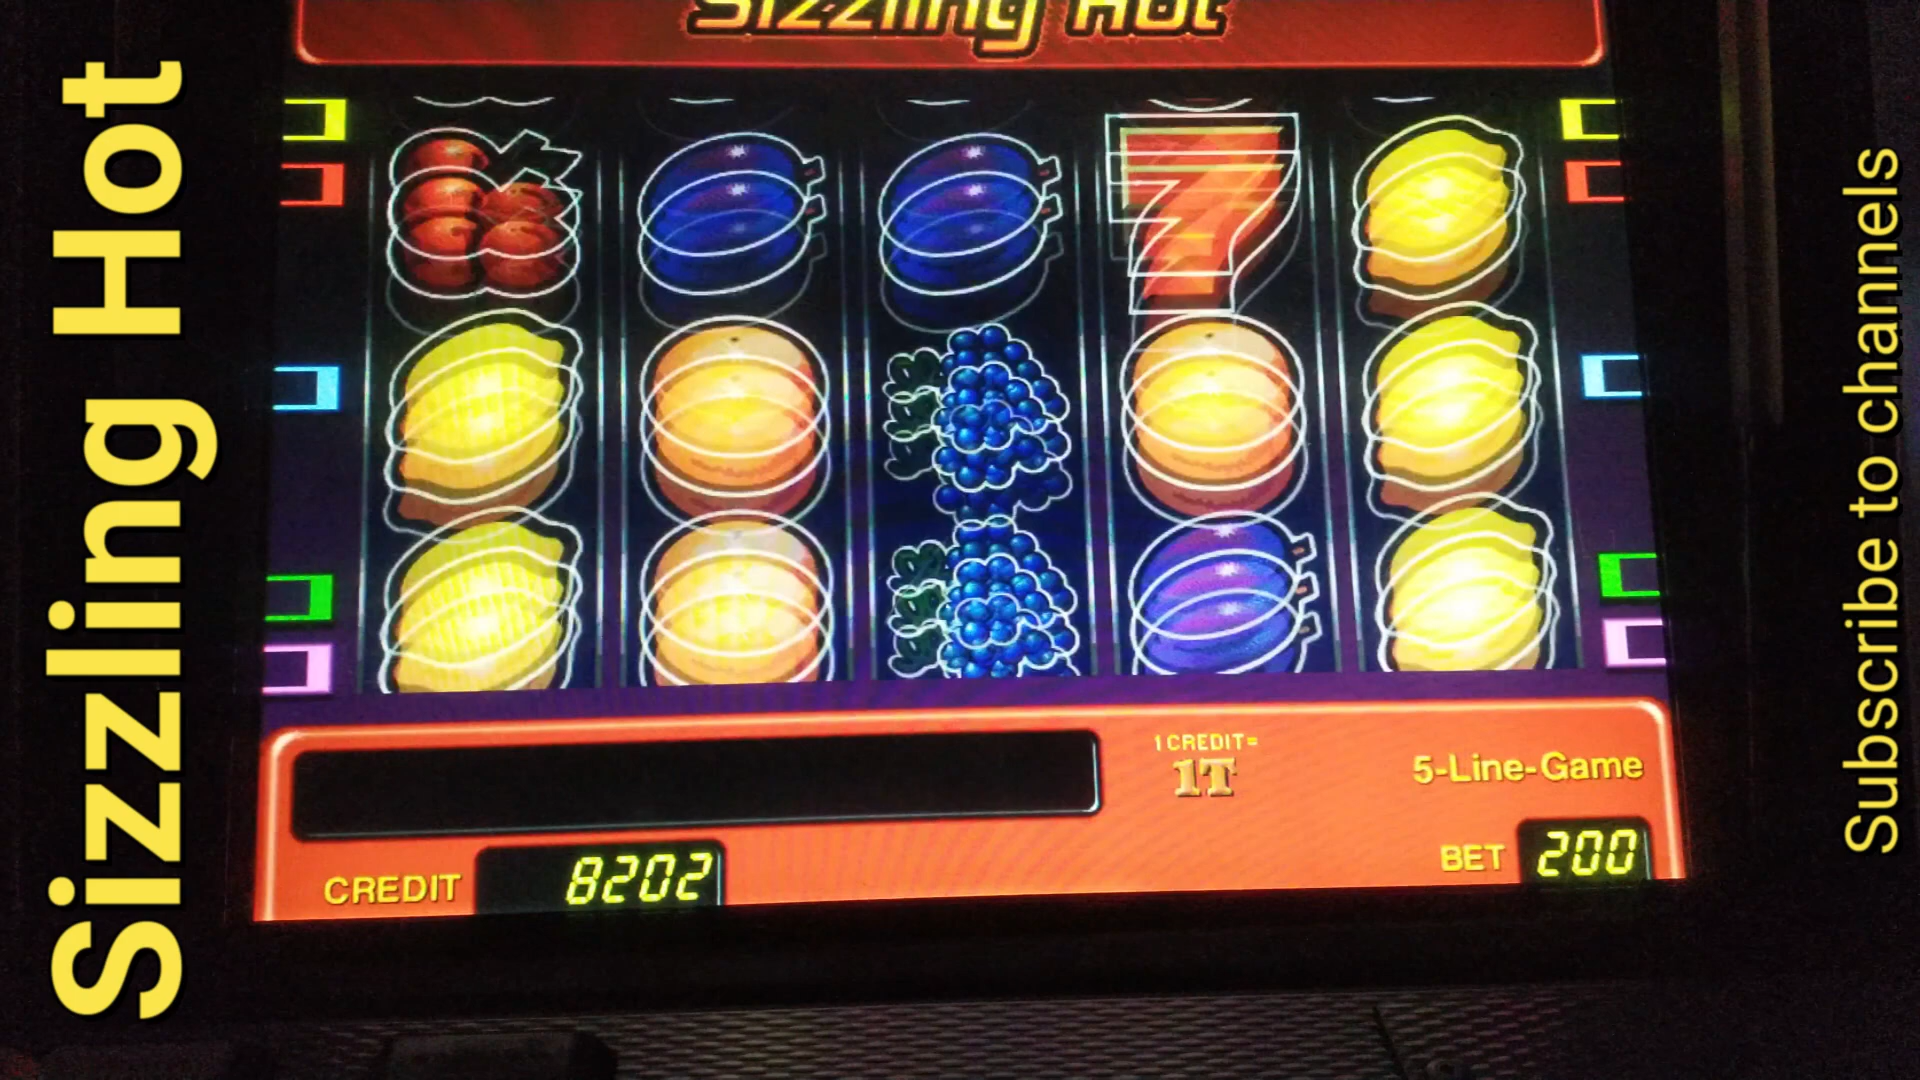 Sizzling Hot
Sizzling Hot
1 CREDIT=
1T
5-Line-Game
CREDIT 8202
BET 200
Subscribe to channels